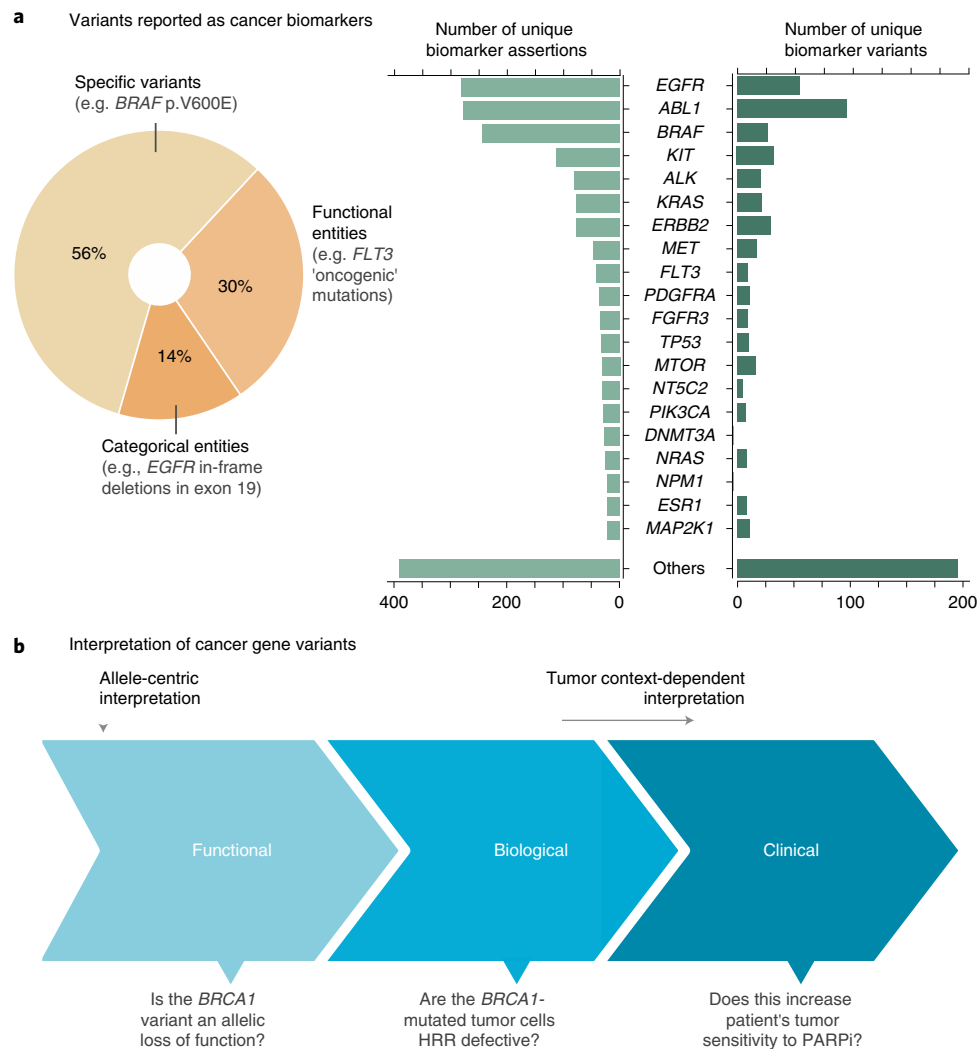 a
Variants reported as cancer biomarkers
Specific variants
(e.g. BRAF p.V600E)
56%
Functional
entities
(e.g. FLT3
'oncogenic'
mutations)
30%
14%
Categorical entities
(e.g., EGFR in-frame
deletions in exon 19)
Number of unique
biomarker assertions
Number of unique
biomarker variants
EGFR
ABL1
BRAF
KIT
ALK
KRAS
ERBB2
MET
FLT3
PDGFRA
FGFR3
TP53
MTOR
NT5C2
PIK3CA
DNMT3A
NRAS
NPM1
ESR1
MAP2K1
Others
400 200 0
0 100 200
b
Interpretation of cancer gene variants
Allele-centric
interpretation
Tumor context-dependent
interpretation
Functional
Biological
Clinical
Is the BRCA1
variant an allelic
loss of function?
Are the BRCA1-
mutated tumor cells
HRR defective?
Does this increase
patient's tumor
sensitivity to PARPi?